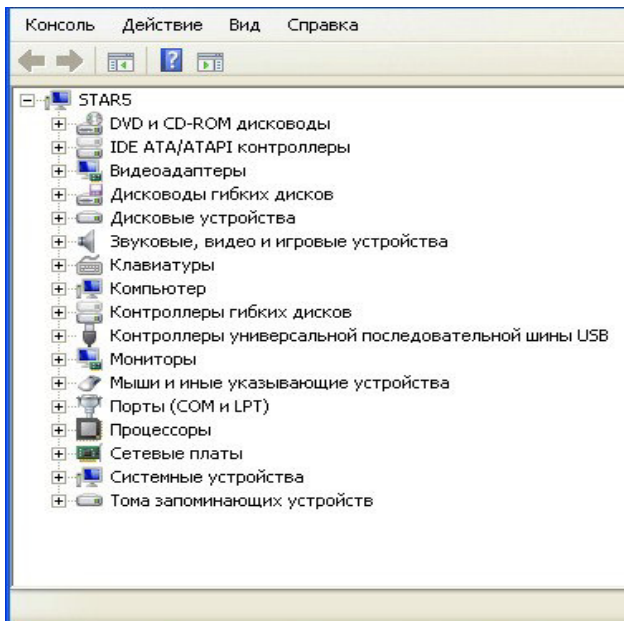 Консоль Действие Вид Справка
STAR5
DVD и CD-ROM дисководы
IDE ATA/ATAPI контроллеры
Видеоадаптеры
Дисководы гибких дисков
Дисковые устройства
Звуковые, видео и игровые устройства
Клавиатуры
Компьютер
Контроллеры гибких дисков
Контроллеры универсальной последовательной шины USB
Мониторы
Мыши и иные указывающие устройства
Порты (COM и LPT)
Процессоры
Сетевые платы
Системные устройства
Тома запоминающих устройств